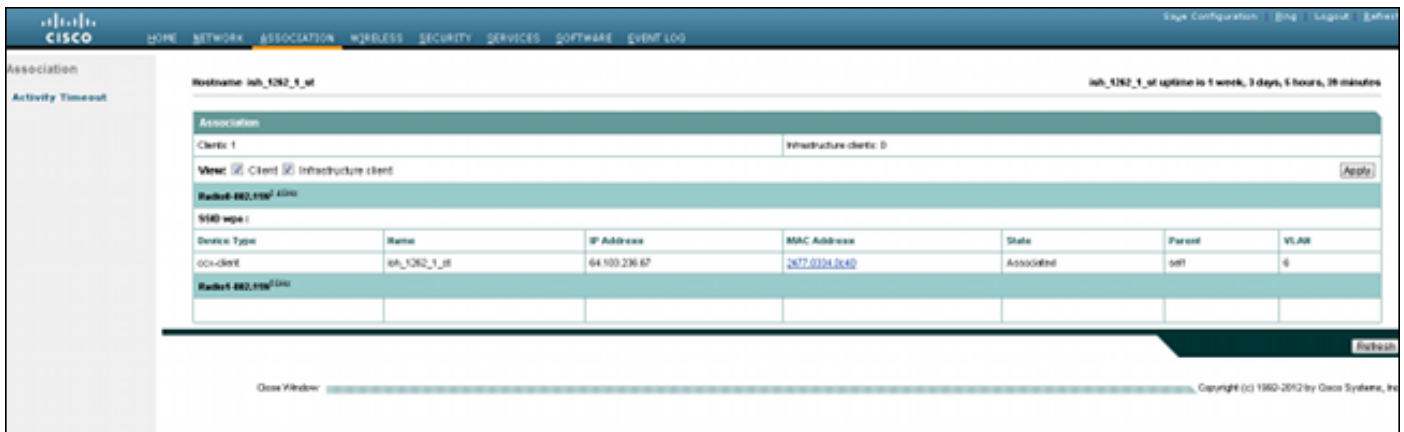 Save Configuration | Ping | Logout | Refresh
CISCO
HOME NETWORK ASSOCIATION WIRELESS SECURITY SERVICES SOFTWARE EVENT LOG
Association
Activity Timeout
Hostname ish_1262_1_st
ish_1262_1_st uptime is 1 week, 3 days, 6 hours, 39 minutes
Association
Clients: 1
Infrastructure clients: 0
View: Client Infrastructure client
Apply
Radio0-802.11N 2.4GHz
SSID wpa :
Device Type Name IP Address MAC Address State Parent VLAN
ccx-client ish_1262_1_st 64.103.236.67 2477.0334.0c40 Associated self 6
Radio1-802.11N 5GHz
Refresh
Close Window
Copyright (c) 1992-2012 by Cisco Systems, Inc